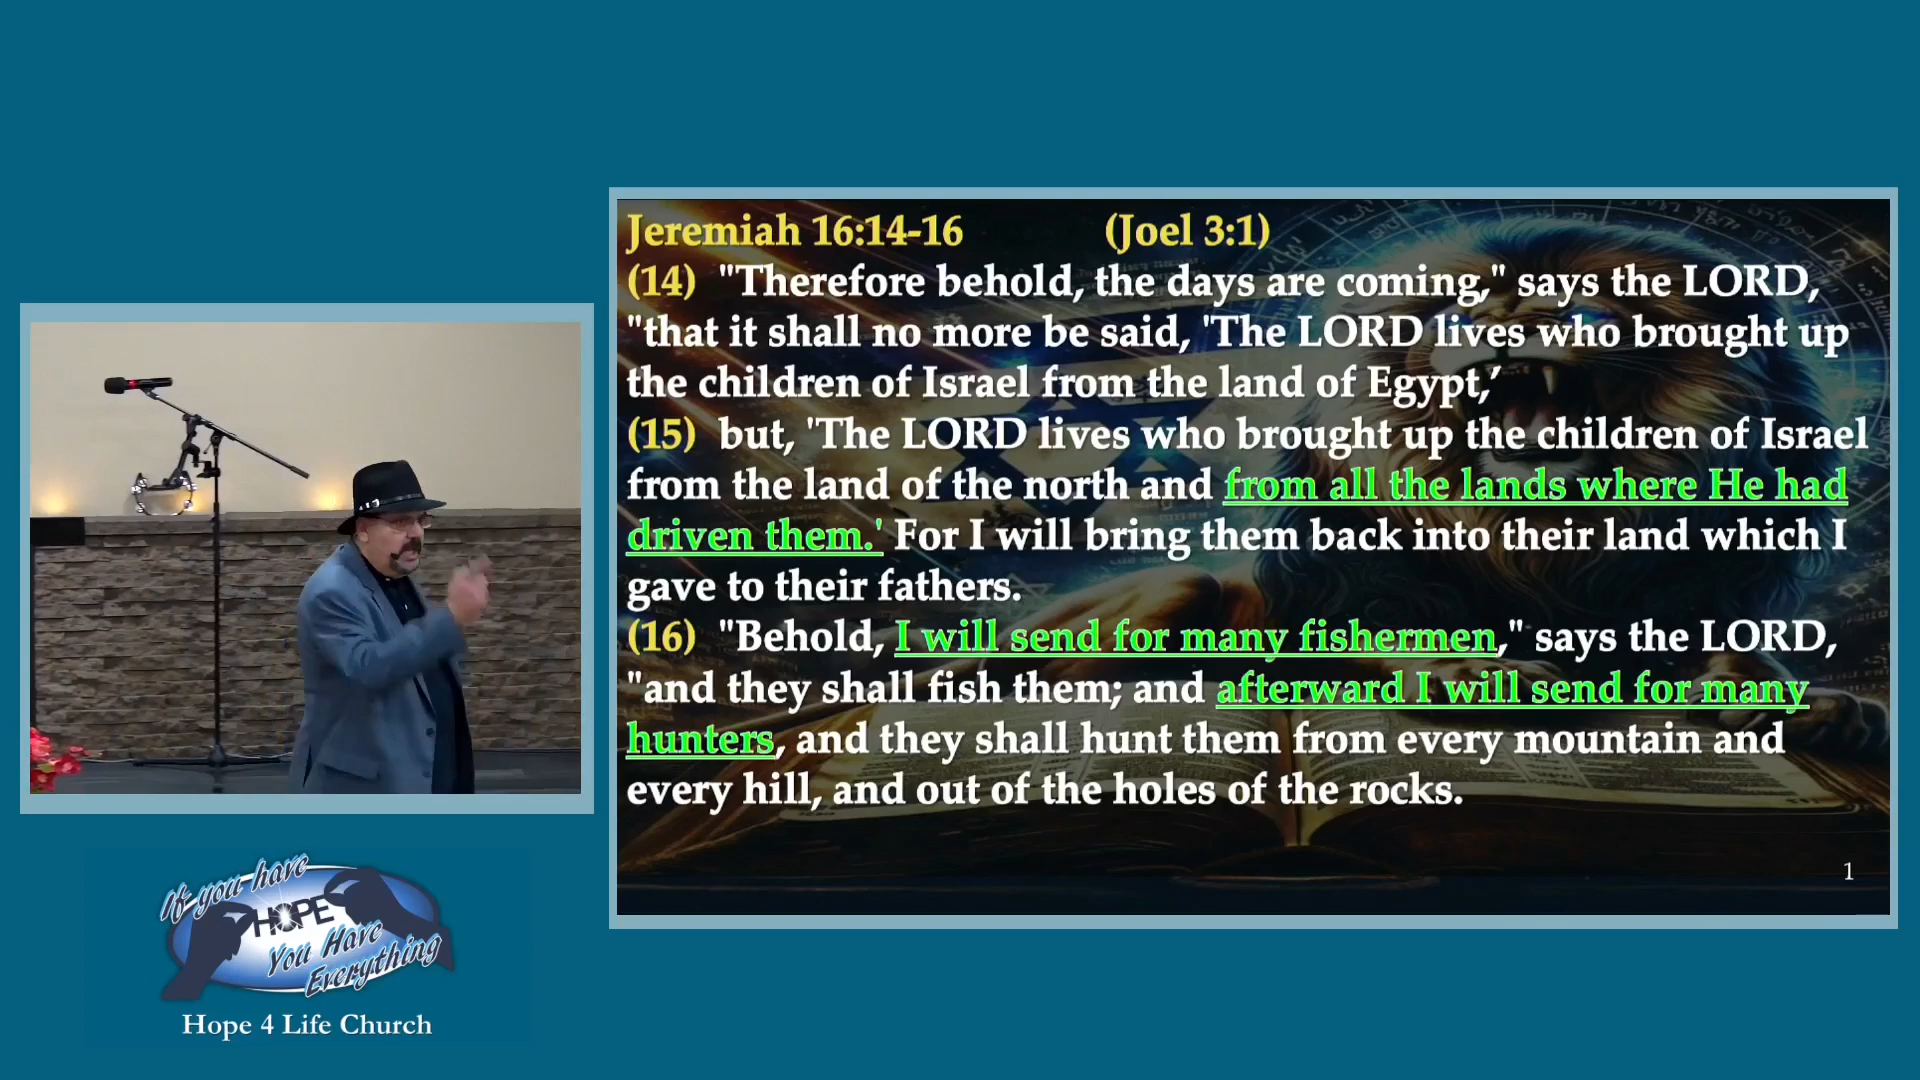 Jeremiah 16:14-16 (Joel 3:1)
(14) "Therefore behold, the days are coming," says the LORD,
"that it shall no more be said, 'The LORD lives who brought up
the children of Israel from the land of Egypt,’
(15) but, 'The LORD lives who brought up the children of Israel
from the land of the north and from all the lands where He had
driven them.' For I will bring them back into their land which I
gave to their fathers.
(16) "Behold, I will send for many fishermen," says the LORD,
"and they shall fish them; and afterward I will send for many
hunters, and they shall hunt them from every mountain and
every hill, and out of the holes of the rocks.
1
If you have
HOPE
You Have
Everything
Hope 4 Life Church